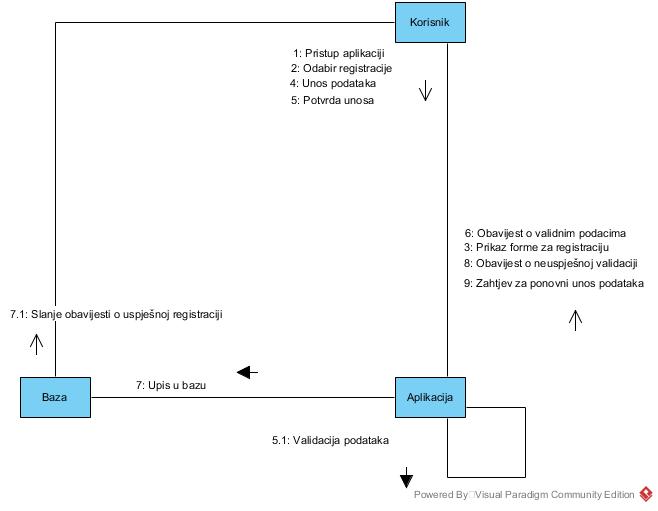 Korisnik
1: Pristup aplikaciji
2: Odabir registracije
4: Unos podataka
5: Potvrda unosa
6: Obavijest o validnim podacima
3: Prikaz forme za registraciju
8: Obavijest o neuspješnoj validaciji
9: Zahtjev za ponovni unos podataka
7.1: Slanje obavijesti o uspješnoj registraciji
7: Upis u bazu
Baza
Aplikacija
5.1: Validacija podataka
Powered By Visual Paradigm Community Edition